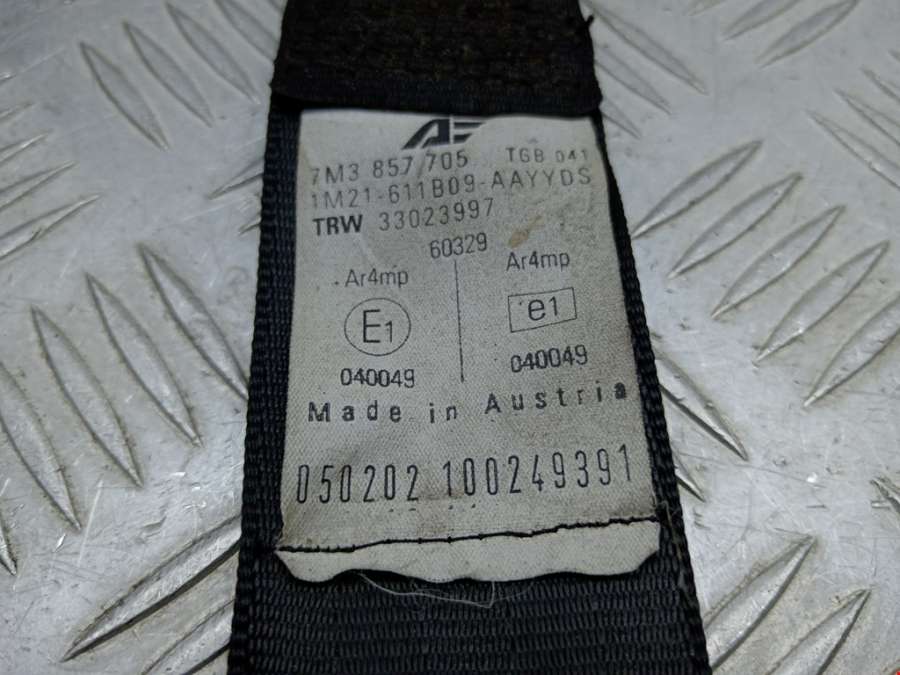 7M3 857 705 TGB 041
1M21-611B09-AAYYDS
TRW 33023997
60329
Ar4mp Ar4mp
E1 e1
040049 040049
Made in Austria
050202 100249391